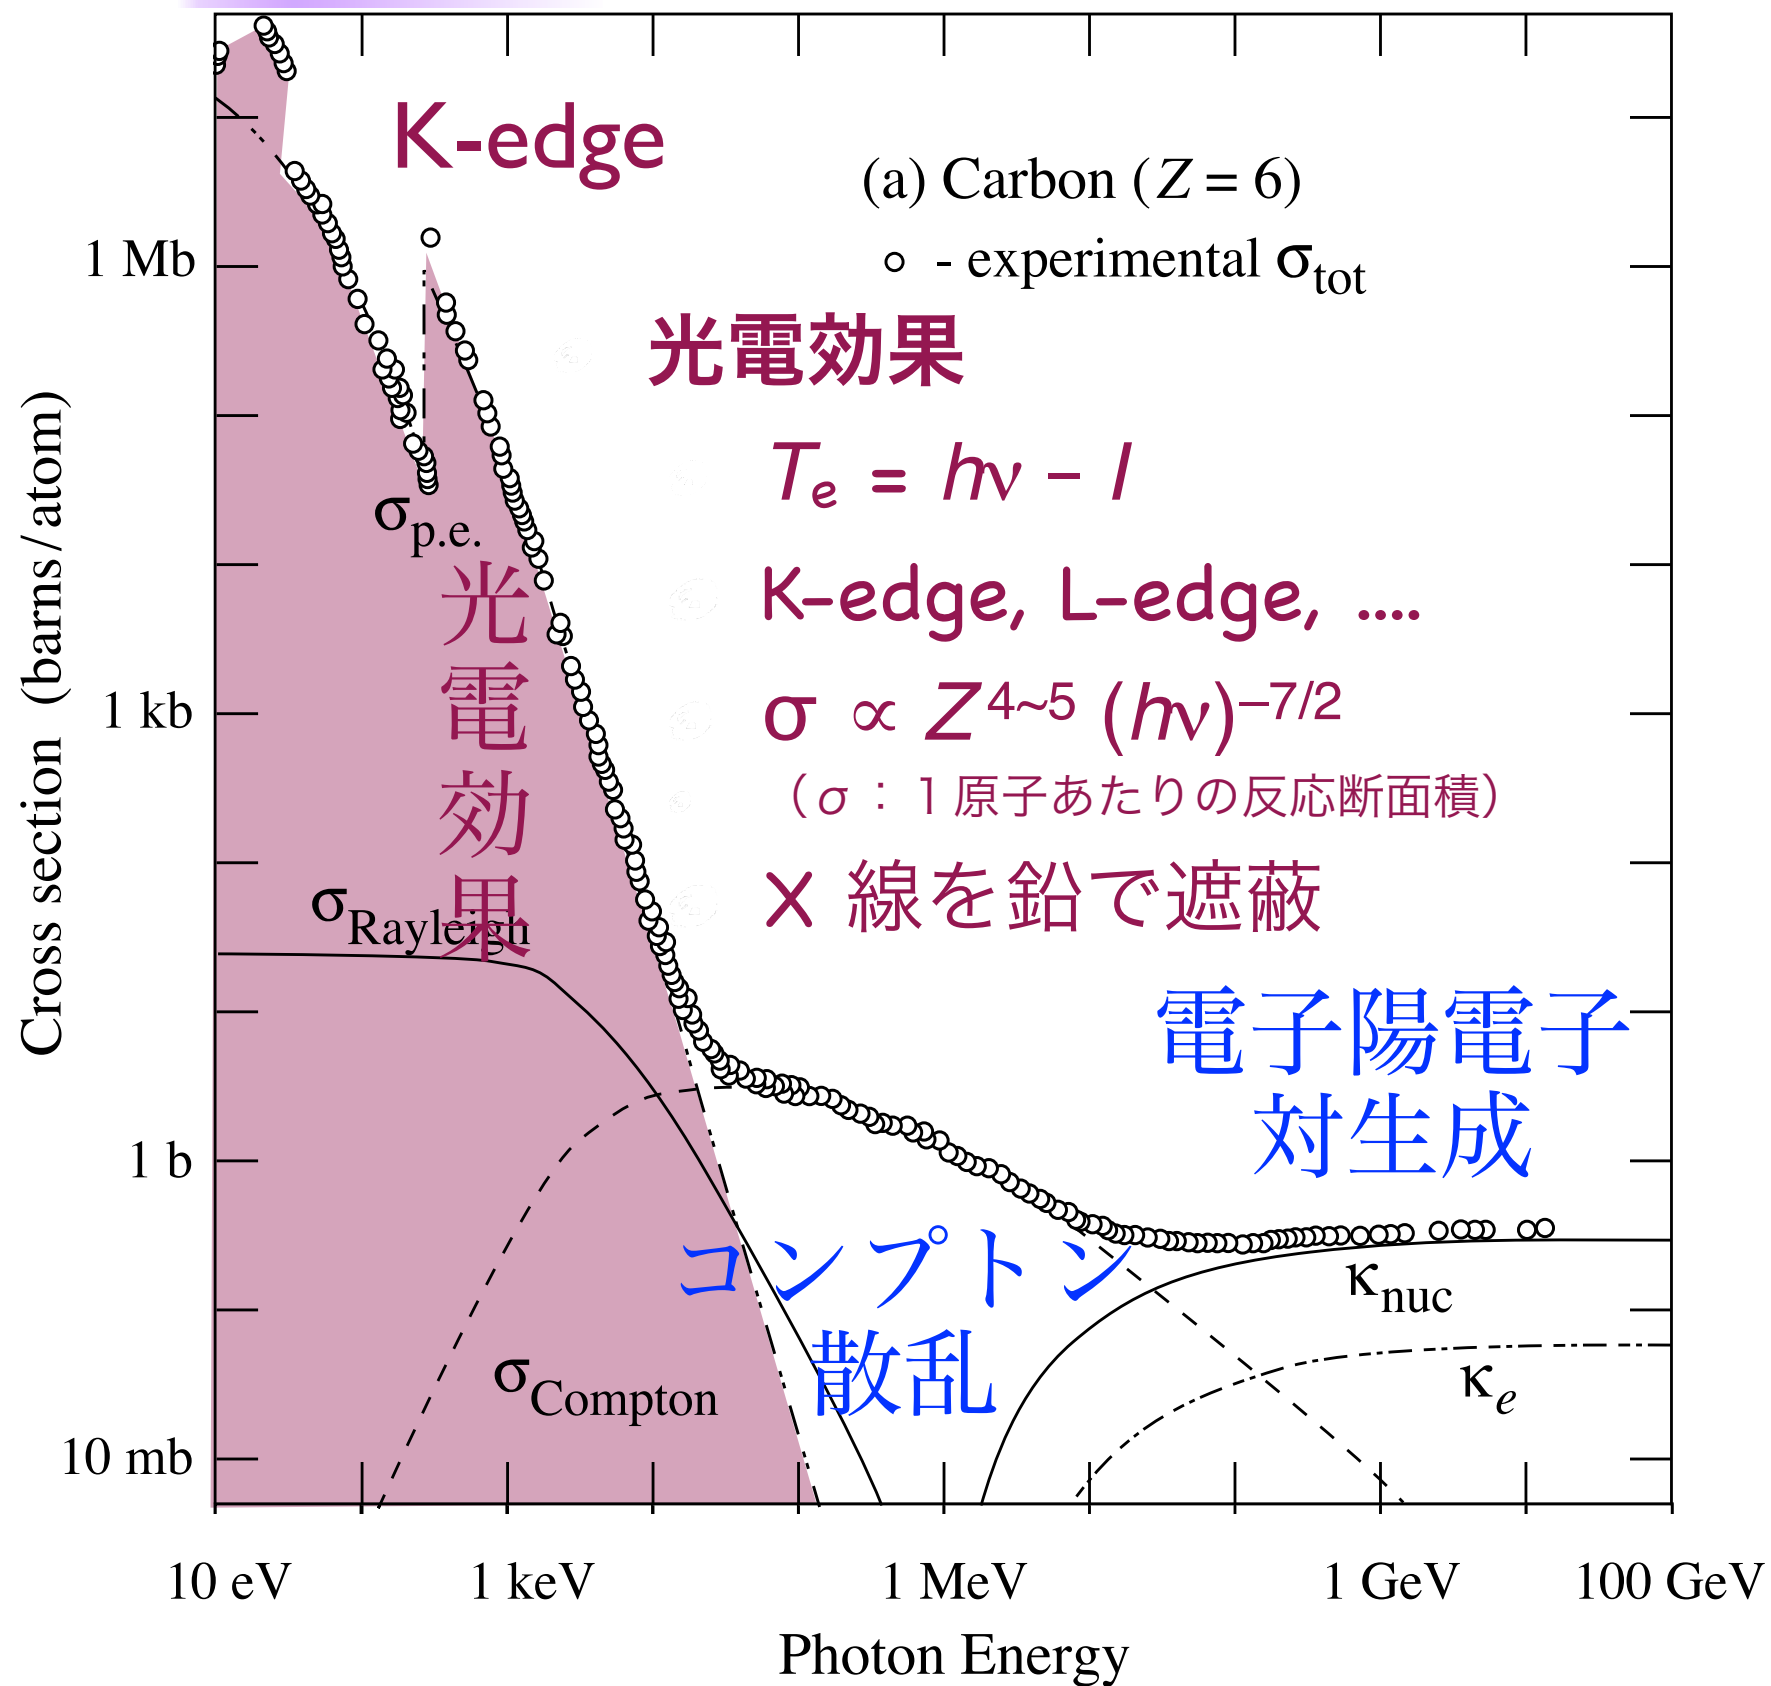 K-edge
(a) Carbon (Z = 6)
○ - experimental σtot
1 Mb
光電効果
Te = hν – I
σp.e.
K-edge, L-edge, ....
光電効果
1 kb
σ ∝ Z4~5 (hν)–7/2
(σ:1原子あたりの反応断面積)
X 線を鉛で遮蔽
σRayleigh
Cross section (barns/atom)
電子陽電子
対生成
1 b
コンプトン
散乱
κnuc
σCompton
κe
10 mb
10 eV 1 keV 1 MeV 1 GeV 100 GeV
Photon Energy